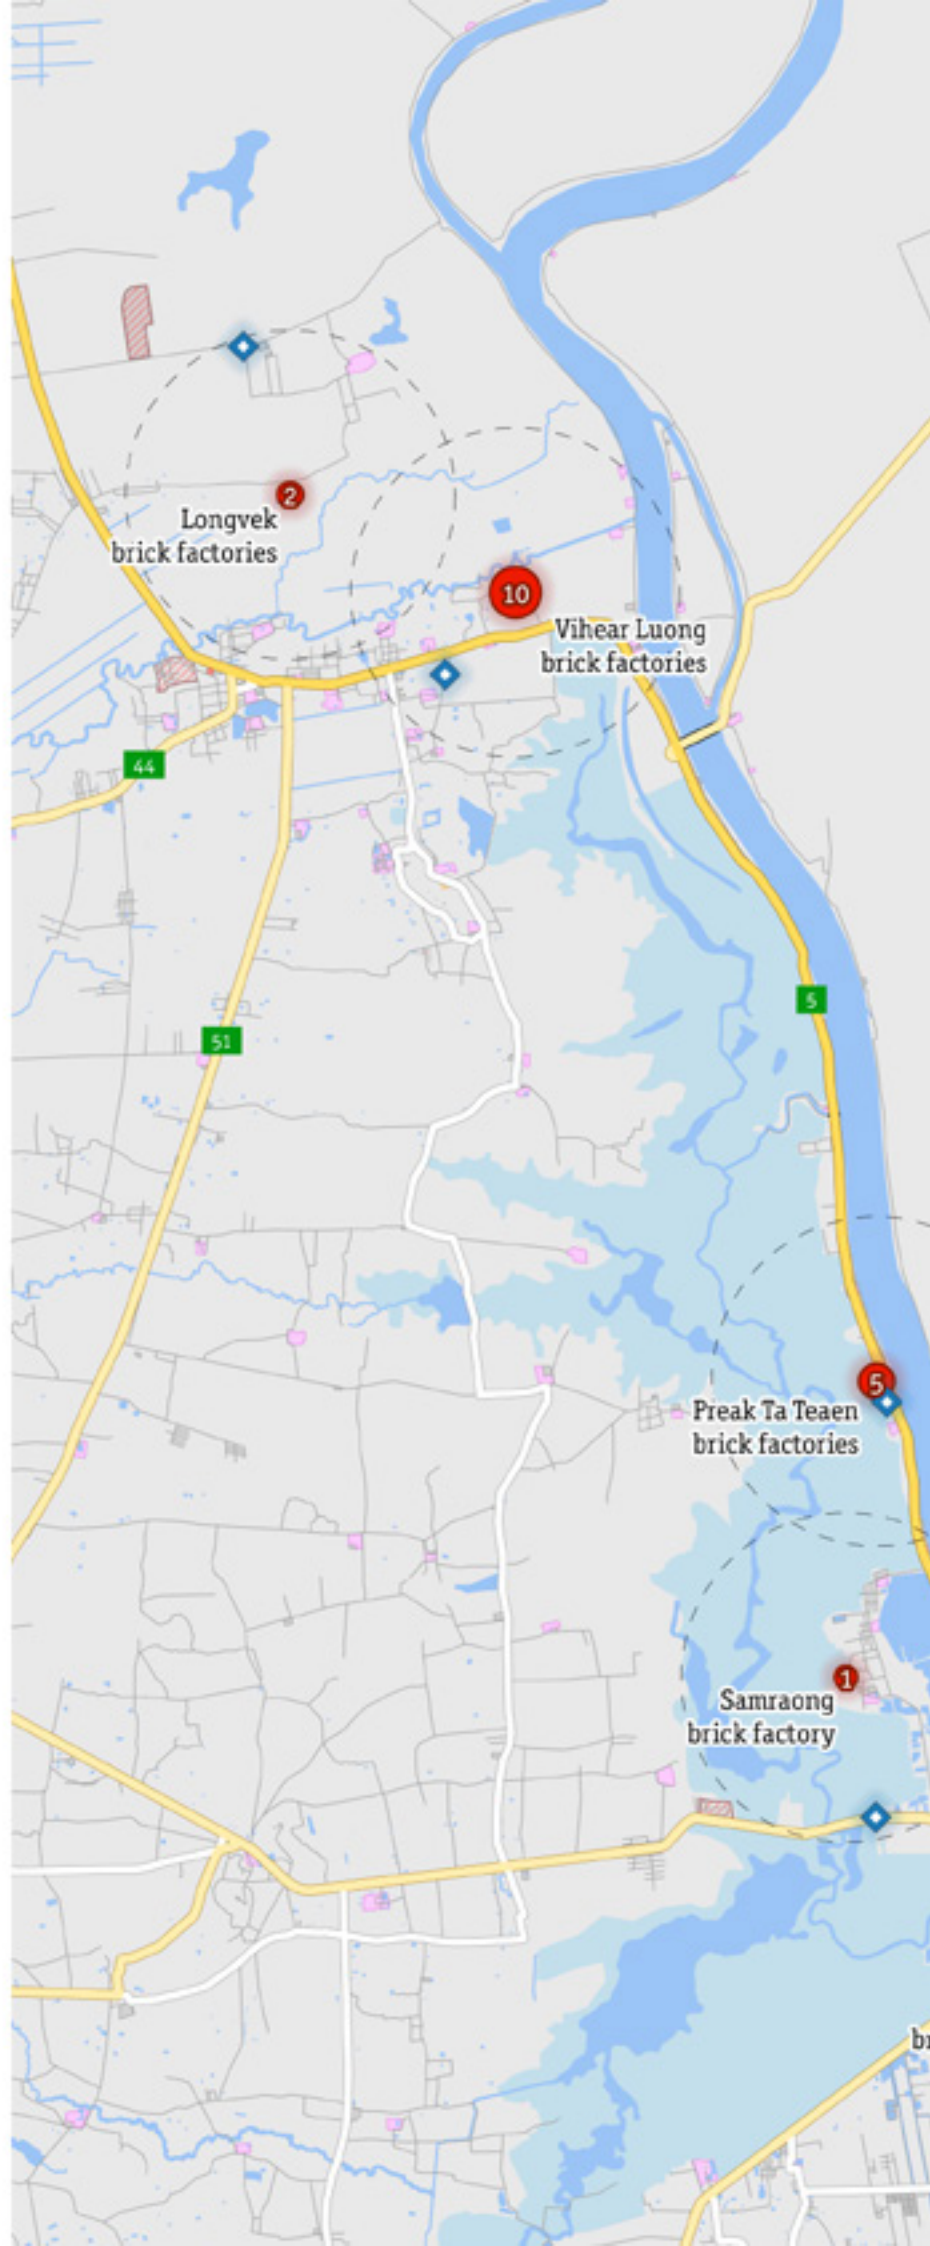 2
Longvek
brick factories
10
Vihear Luong
brick factories
44
5
51
5
Preak Ta Teaen
brick factories
1
Samraong
brick factory